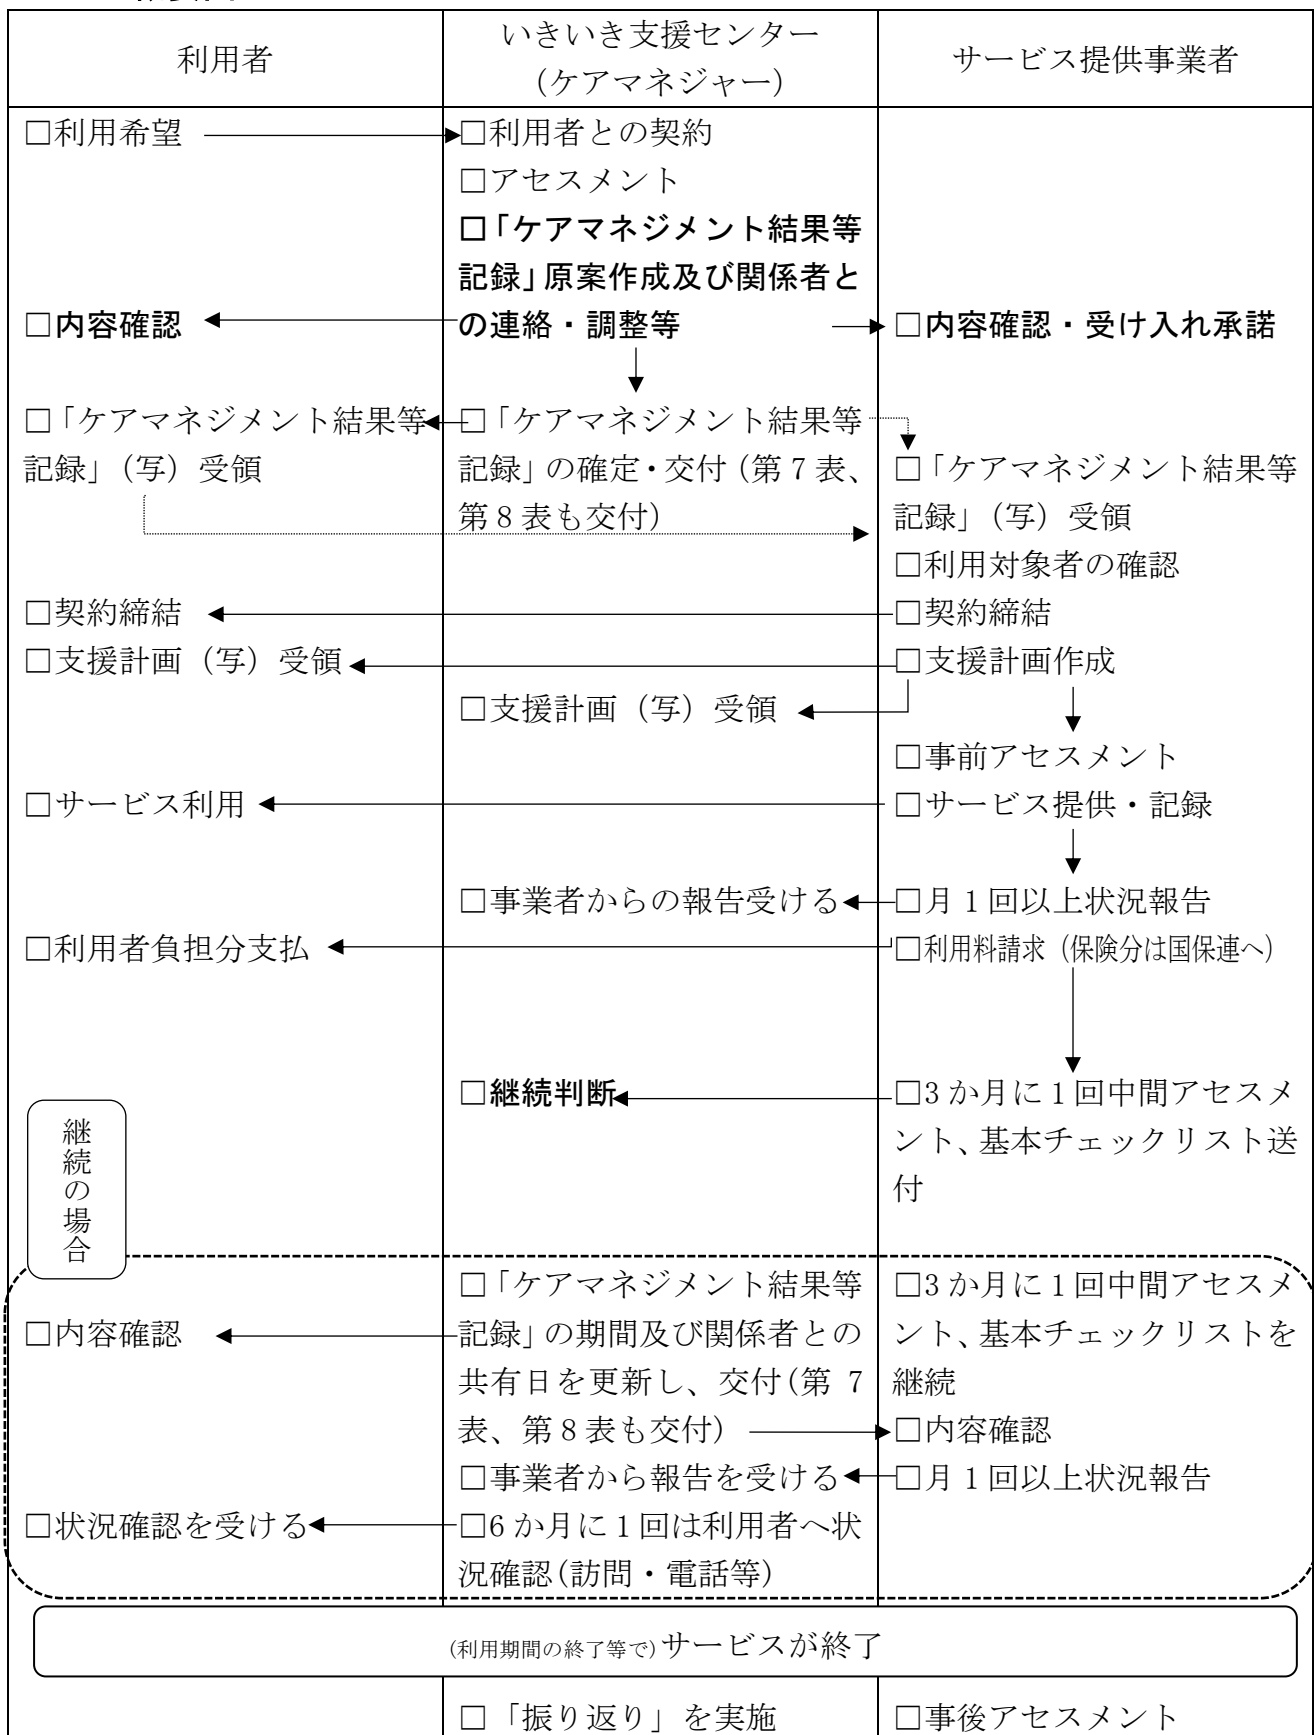 利用者
いきいき支援センター
（ケアマネジャー）
サービス提供事業者
□利用希望
□利用者との契約
□アセスメント
□「ケアマネジメント結果等
記録」原案作成及び関係者と
の連絡・調整等
□内容確認
□内容確認・受け入れ承諾
□「ケアマネジメント結果等
記録」（写）受領
□「ケアマネジメント結果等
記録」の確定・交付（第７表、
第８表も交付）
□「ケアマネジメント結果等
記録」（写）受領
□利用対象者の確認
□契約締結
□契約締結
□支援計画（写）受領
□支援計画作成
□支援計画（写）受領
□事前アセスメント
□サービス利用
□サービス提供・記録
□事業者からの報告受ける
□月１回以上状況報告
□利用者負担分支払
□利用料請求（保険分は国保連へ）
□継続判断
□3か月に１回中間アセスメ
ント、基本チェックリスト送
付
継続の場合
□「ケアマネジメント結果等
記録」の期間及び関係者との
共有日を更新し、交付（第７
表、第８表も交付）
□3か月に１回中間アセスメ
ント、基本チェックリストを
継続
□内容確認
□内容確認
□事業者から報告を受ける
□月１回以上状況報告
□状況確認を受ける
□6か月に１回は利用者へ状
況確認（訪問・電話等）
(利用期間の終了等で)サービスが終了
□「振り返り」を実施
□事後アセスメント